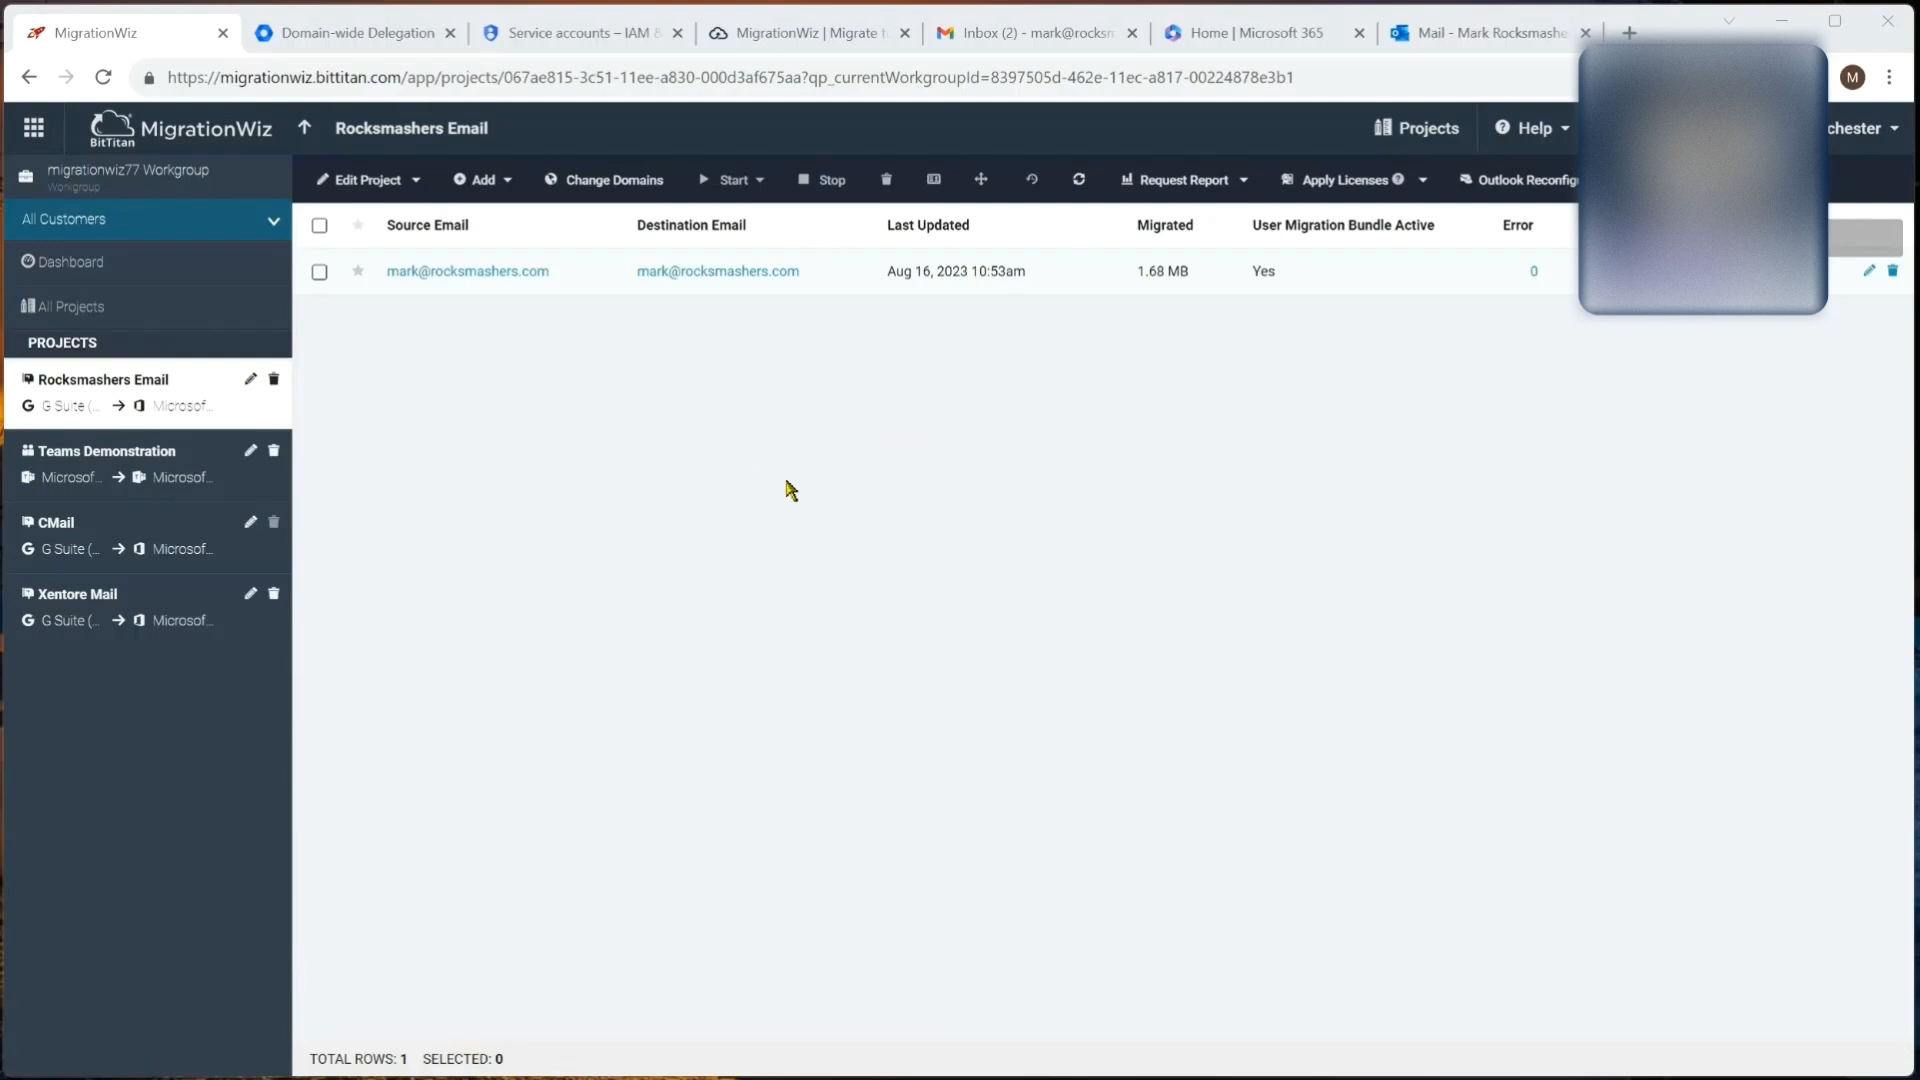 MigrationWiz
Domain-wide Delegation
Service accounts – IAM &
MigrationWiz | Migrate t
Inbox (2) - mark@rocksm
Home | Microsoft 365
Mail - Mark Rocksmashe
https://migrationwiz.bittitan.com/app/projects/067ae815-3c51-11ee-a830-000d3af675aa?qp_currentWorkgroupId=8397505d-462e-11ec-a817-00224878e3b1
M
BitTitan
MigrationWiz
Rocksmashers Email
Projects
Help
chester
migrationwiz77 Workgroup
Workgroup
Edit Project
Add
Change Domains
Start
Stop
Request Report
Apply Licenses
Outlook Reconfig
All Customers
Source Email
Destination Email
Last Updated
Migrated
User Migration Bundle Active
Error
Dashboard
mark@rocksmashers.com
mark@rocksmashers.com
Aug 16, 2023 10:53am
1.68 MB
Yes
0
All Projects
PROJECTS
Rocksmashers Email
G Suite (... → Microsof...
Teams Demonstration
Microsof... → Microsof...
CMail
G Suite (... → Microsof...
Xentore Mail
G Suite (... → Microsof...
TOTAL ROWS: 1 SELECTED: 0